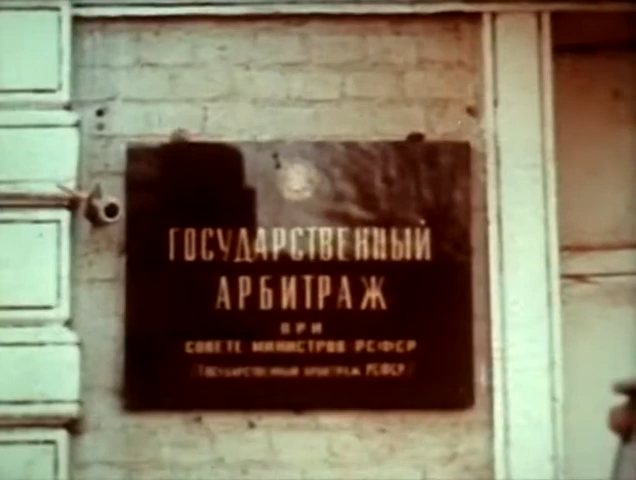 ГОСУДАРСТВЕННЫЙ
АРБИТРАЖ
ПРИ
СОВЕТЕ МИНИСТРОВ РСФСР
(ГОСУДАРСТВЕННЫЙ АРБИТРАЖ РСФСР)